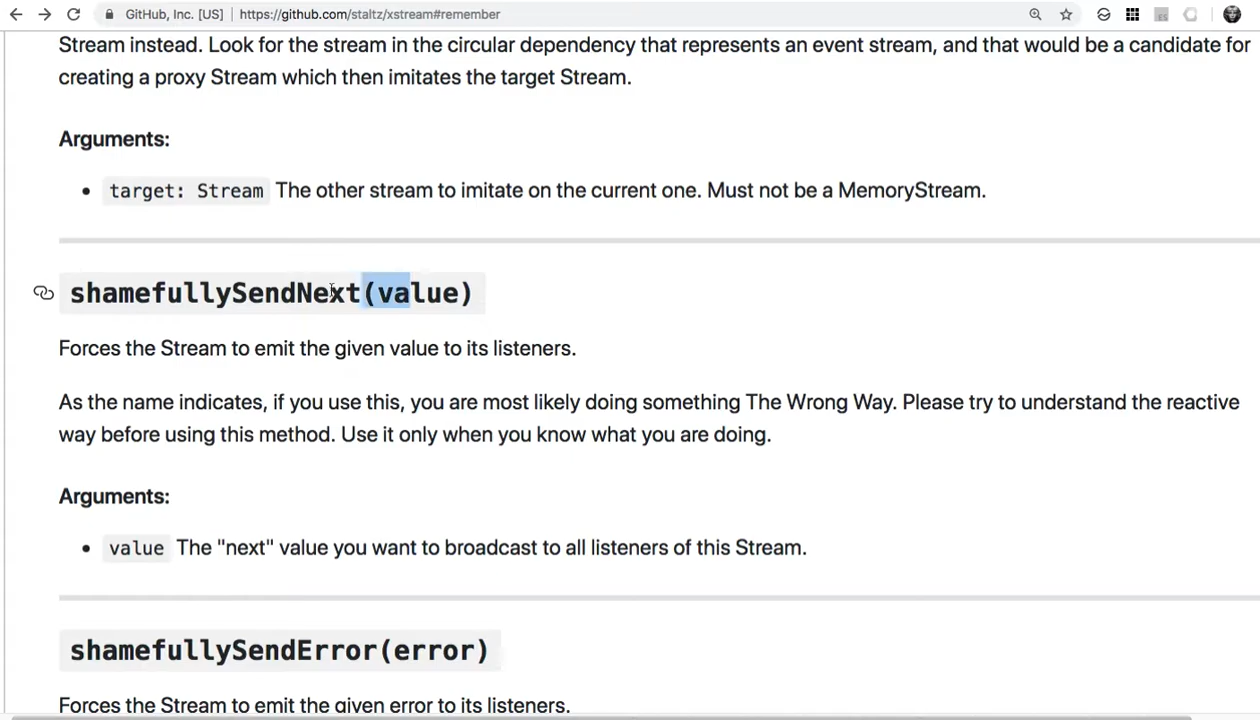 GitHub, Inc. [US] | https://github.com/staltz/xstream#remember
Stream instead. Look for the stream in the circular dependency that represents an event stream, and that would be a candidate for
creating a proxy Stream which then imitates the target Stream.
Arguments:
• target: Stream The other stream to imitate on the current one. Must not be a MemoryStream.
shamefullySendNext(value)
Forces the Stream to emit the given value to its listeners.
As the name indicates, if you use this, you are most likely doing something The Wrong Way. Please try to understand the reactive
way before using this method. Use it only when you know what you are doing.
Arguments:
• value The "next" value you want to broadcast to all listeners of this Stream.
shamefullySendError(error)
Forces the Stream to emit the given error to its listeners.